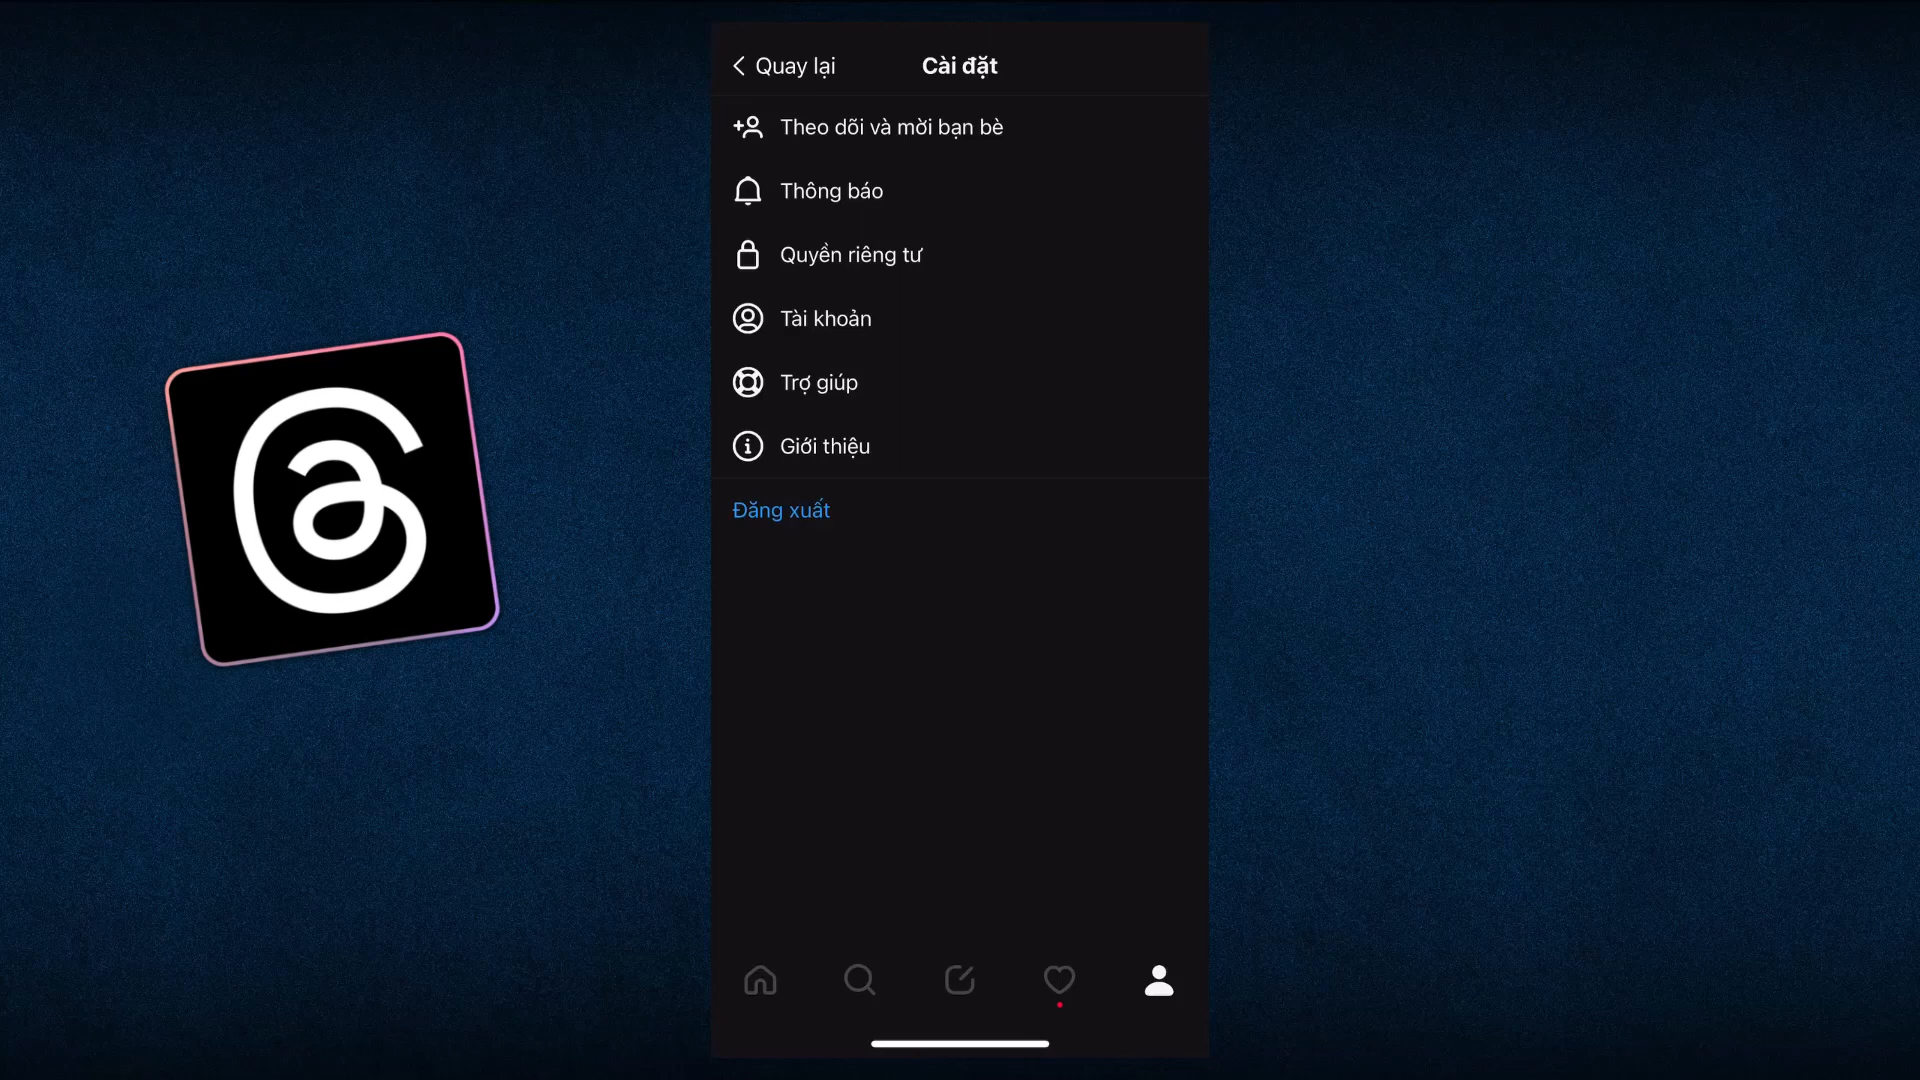 Quay lại
Cài đặt
Theo dõi và mời bạn bè
Thông báo
Quyền riêng tư
Tài khoản
Trợ giúp
Giới thiệu
Đăng xuất